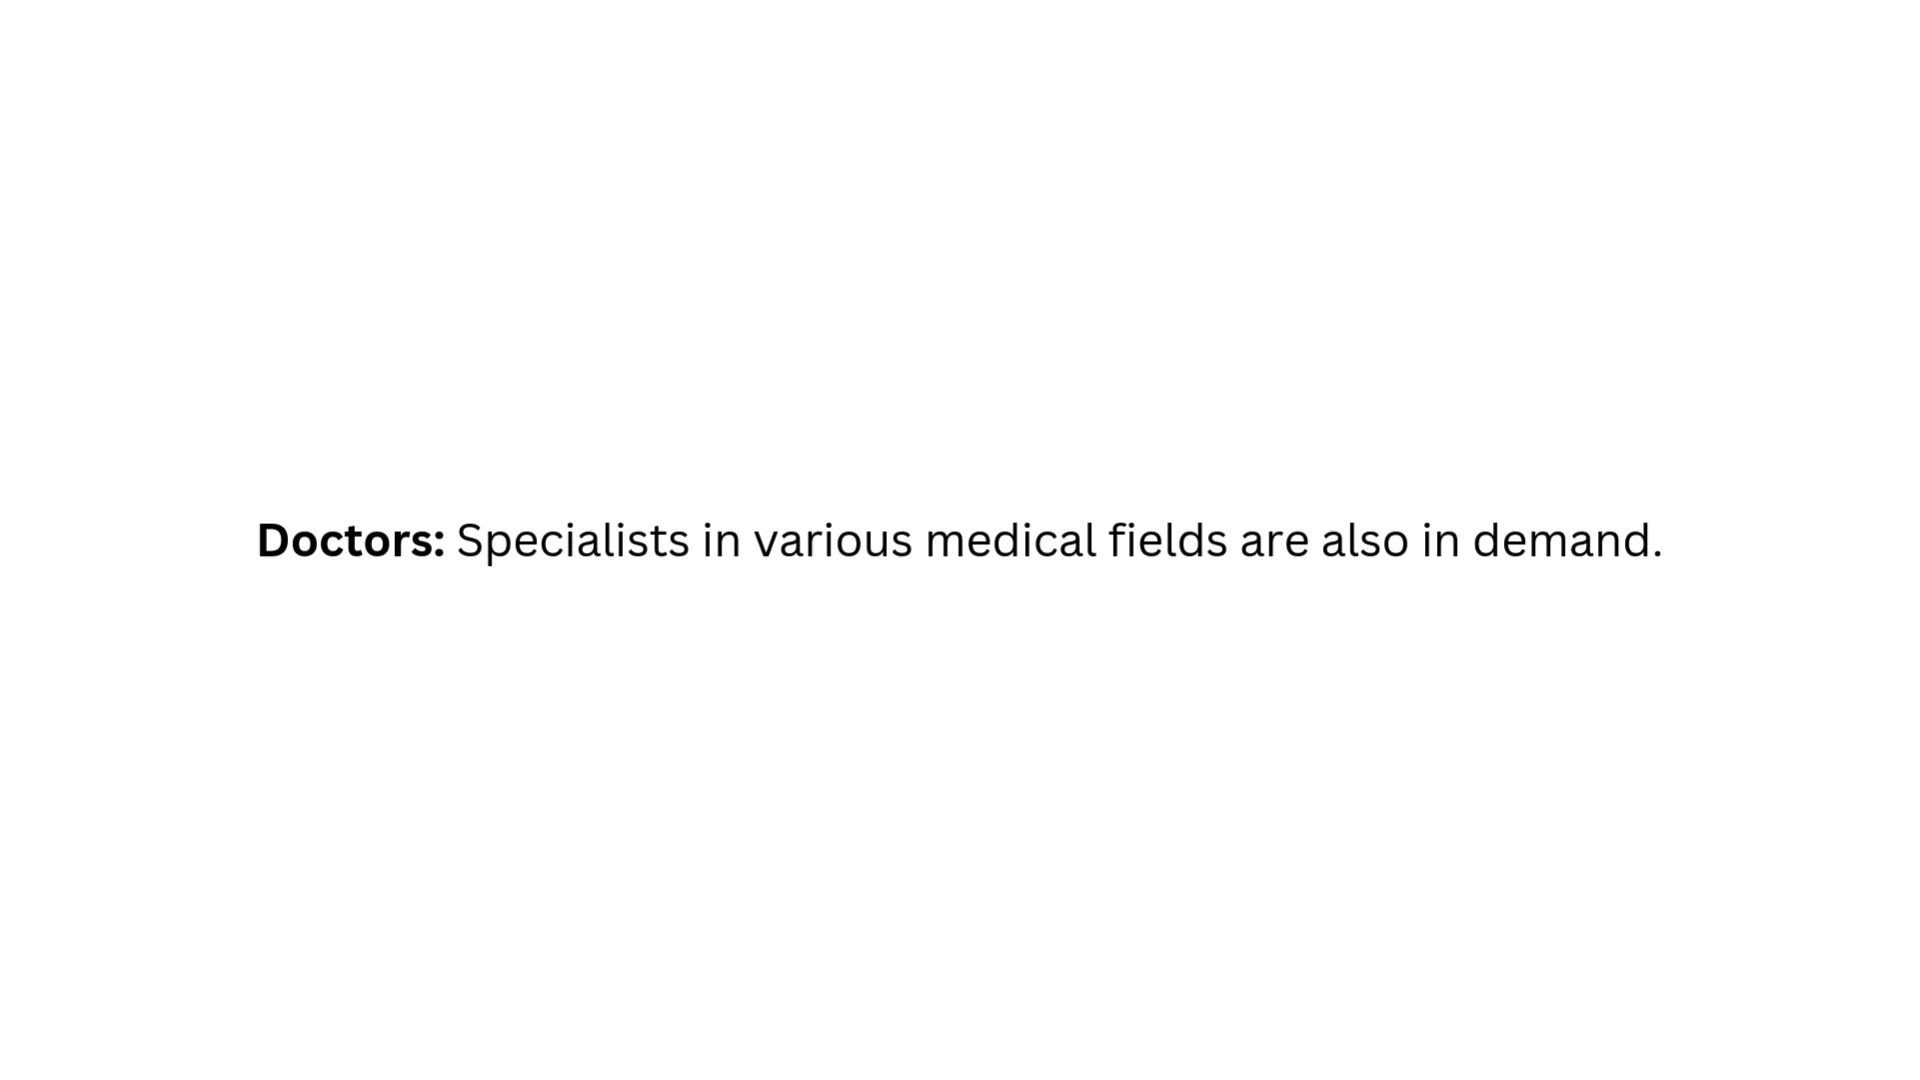 Doctors: Specialists in various medical fields are also in demand.